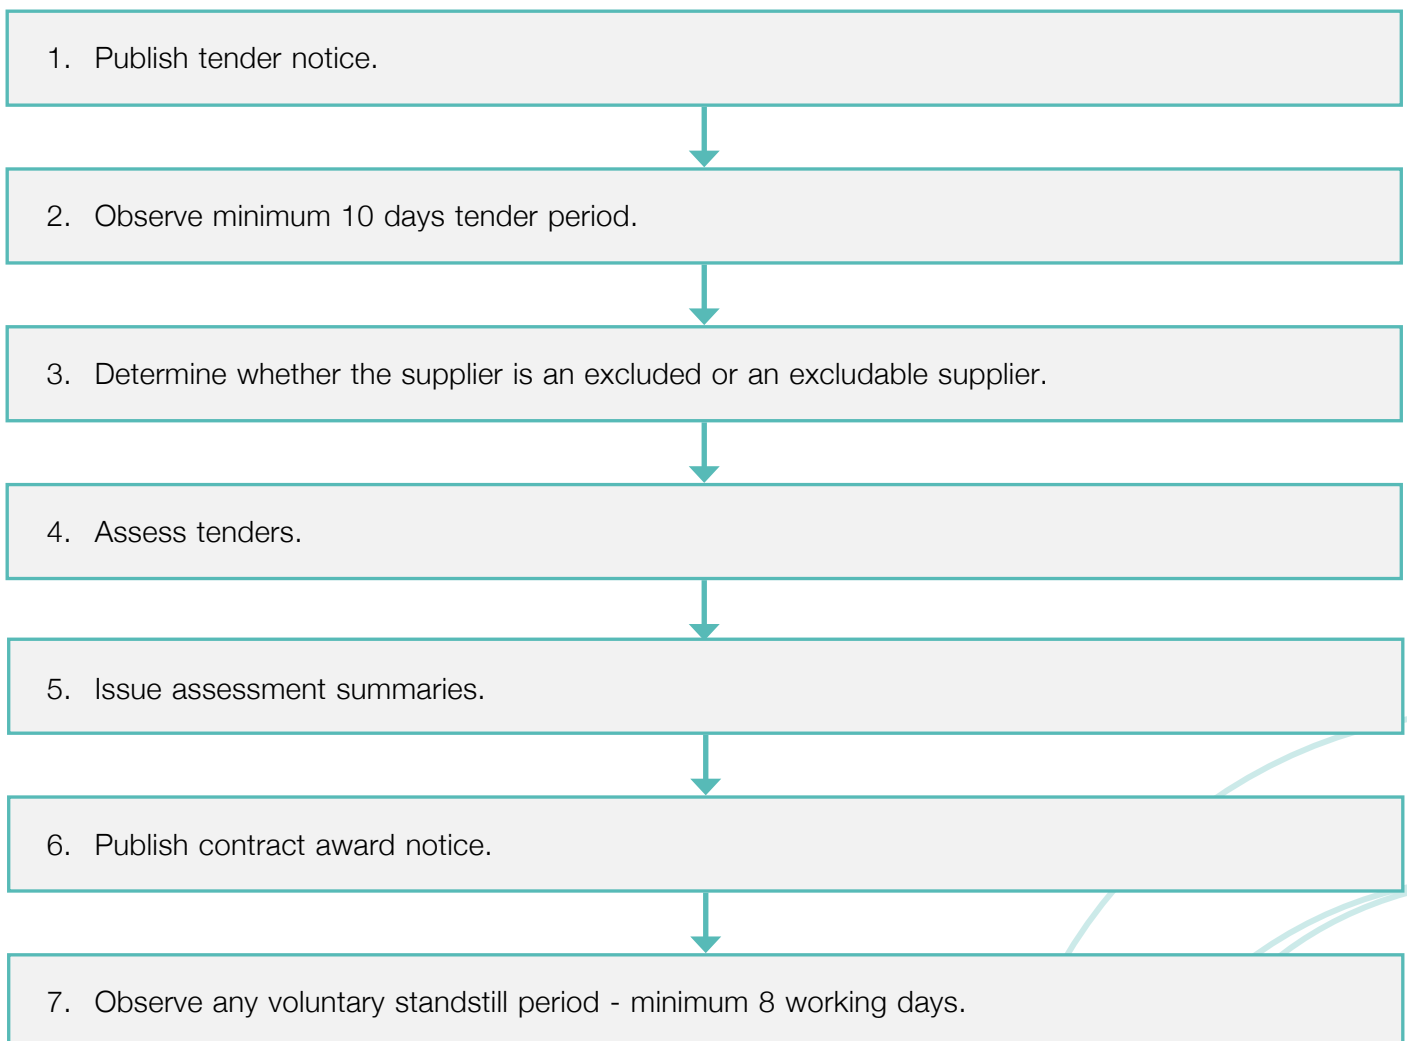 1. Publish tender notice.
2. Observe minimum 10 days tender period.
3. Determine whether the supplier is an excluded or an excludable supplier.
4. Assess tenders.
5. Issue assessment summaries.
6. Publish contract award notice.
7. Observe any voluntary standstill period - minimum 8 working days.